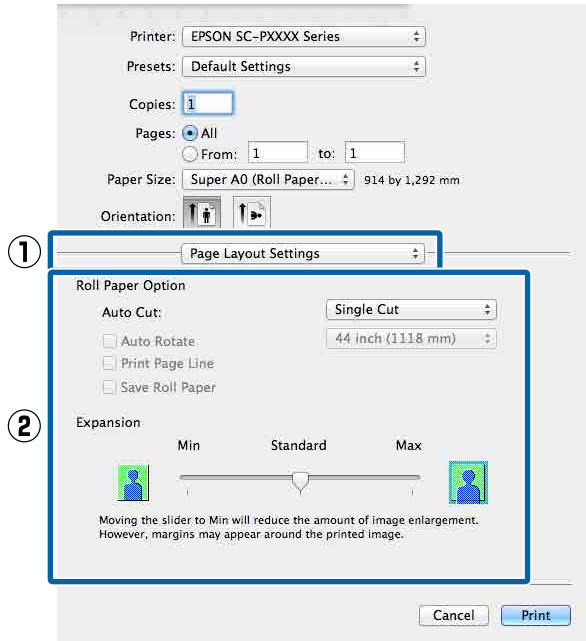 Printer: EPSON SC-PXXXX Series
Presets: Default Settings
Copies: 1
Pages: All
From: 1 to: 1
Paper Size: Super A0 (Roll Paper... 914 by 1,292 mm
Orientation:
1
Page Layout Settings
Roll Paper Option
Auto Cut: Single Cut
Auto Rotate 44 inch (1118 mm)
Print Page Line
Save Roll Paper
2
Expansion
Min Standard Max
Moving the slider to Min will reduce the amount of image enlargement.
However, margins may appear around the printed image.
Cancel Print